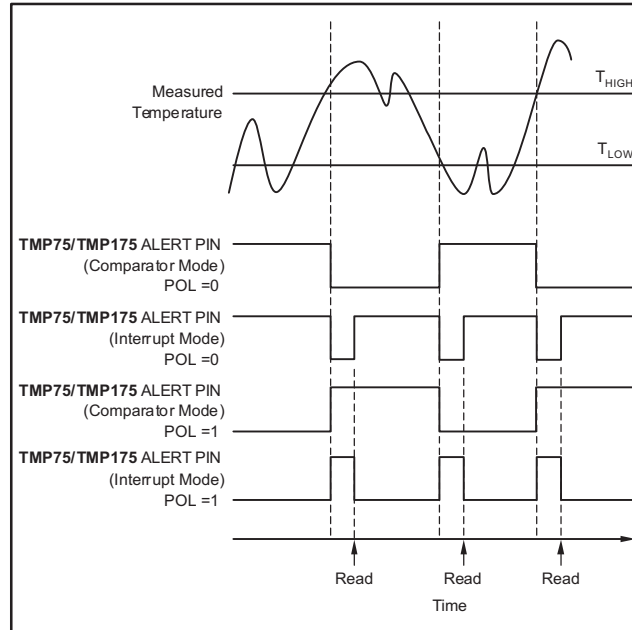 Measured
Temperature
THIGH
TLOW
TMP75/TMP175 ALERT PIN
(Comparator Mode)
POL =0
TMP75/TMP175 ALERT PIN
(Interrupt Mode)
POL =0
TMP75/TMP175 ALERT PIN
(Comparator Mode)
POL =1
TMP75/TMP175 ALERT PIN
(Interrupt Mode)
POL =1
Read Read Read
Time